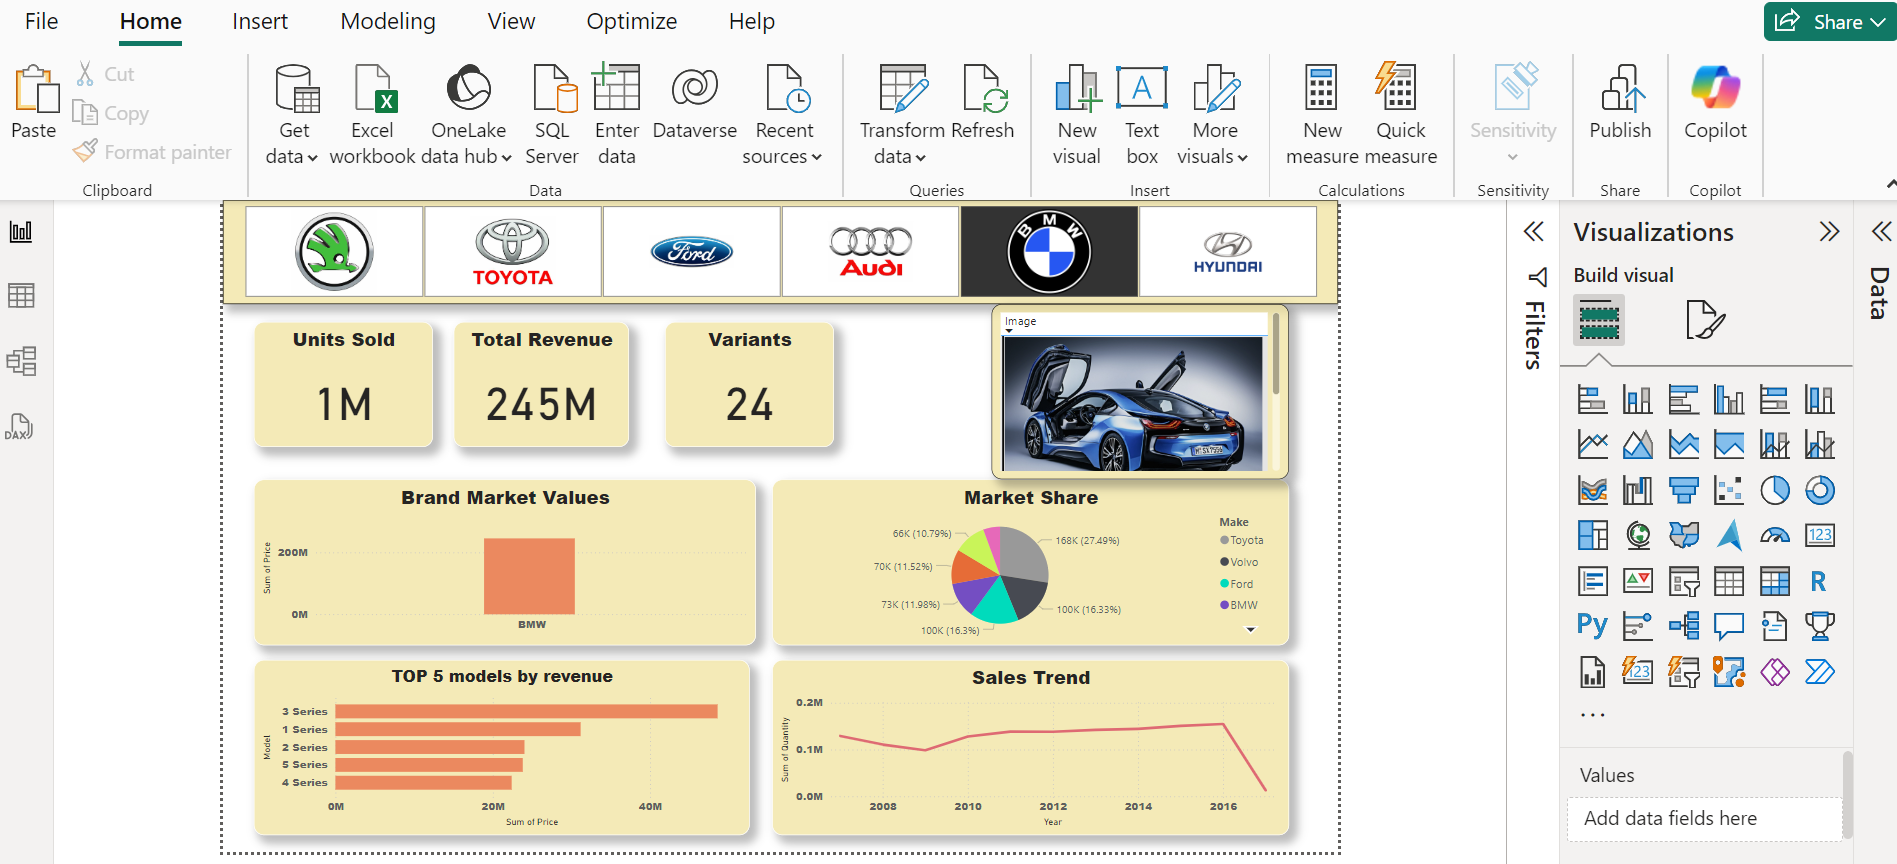 File Home Insert Modeling View Optimize Help Share
Paste
Cut
Copy
Format painter
Clipboard
Get data
Excel workbook
OneLake data hub
SQL Server
Enter data
Dataverse
Recent sources
Data
Transform data
Refresh
Queries
New visual
A
Text box
More visuals
Insert
New measure
Quick measure
Calculations
Sensitivity
Sensitivity
Publish
Share
Copilot
Copilot
DAX
TOYOTA
Ford
Audi
BMW
HYUNDAI
Units Sold
1M
Total Revenue
245M
Variants
24
Image
Brand Market Values
Sum of Price
200M
0M
BMW
Market Share
66K (10.79%)
70K (11.52%)
73K (11.98%)
100K (16.3%)
168K (27.49%)
100K (16.33%)
Make
Toyota
Volvo
Ford
BMW
TOP 5 models by revenue
Model
3 Series
1 Series
2 Series
5 Series
4 Series
0M 20M 40M
Sum of Price
Sales Trend
Sum of Quantity
0.2M
0.1M
0.0M
2008 2010 2012 2014 2016
Year
Filters
Visualizations
Build visual
123
R
Py
123
...
Values
Add data fields here
Data